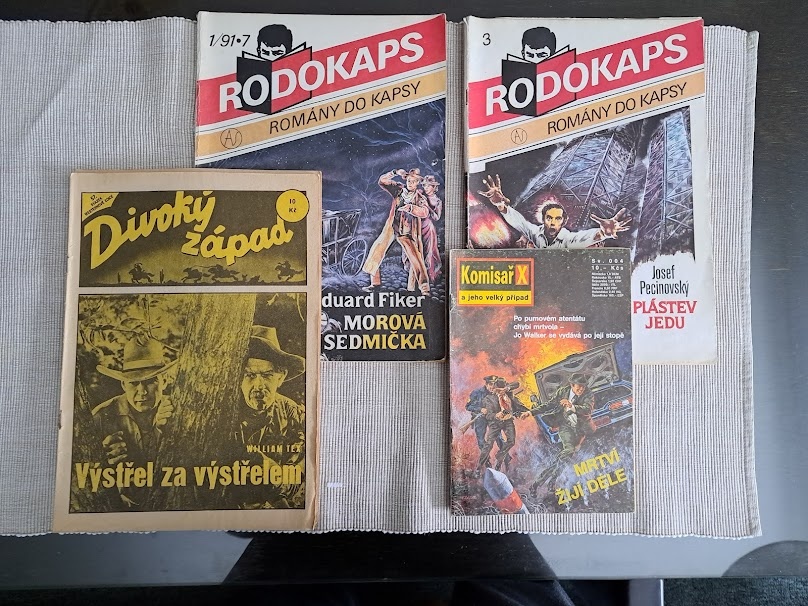 1/91•7
RODOKAPS
ROMÁNY DO KAPSY
duard Fiker
MOROVÁ
SEDMIČKA
3
RODOKAPS
ROMÁNY DO KAPSY
Josef
Pecinovský
PLÁSTEV
JEDU
Divoký
západ
10
Kč
WILLIAM TEX
Výstřel za výstřelem
Komisař X
a jeho velký případ
Sv. 004
10,– Kčs
Po pumovém atentátu
chybí mrtvola –
Jo Walker se vydává po její stopě
MRTVÍ
ŽIJÍ DÉLE